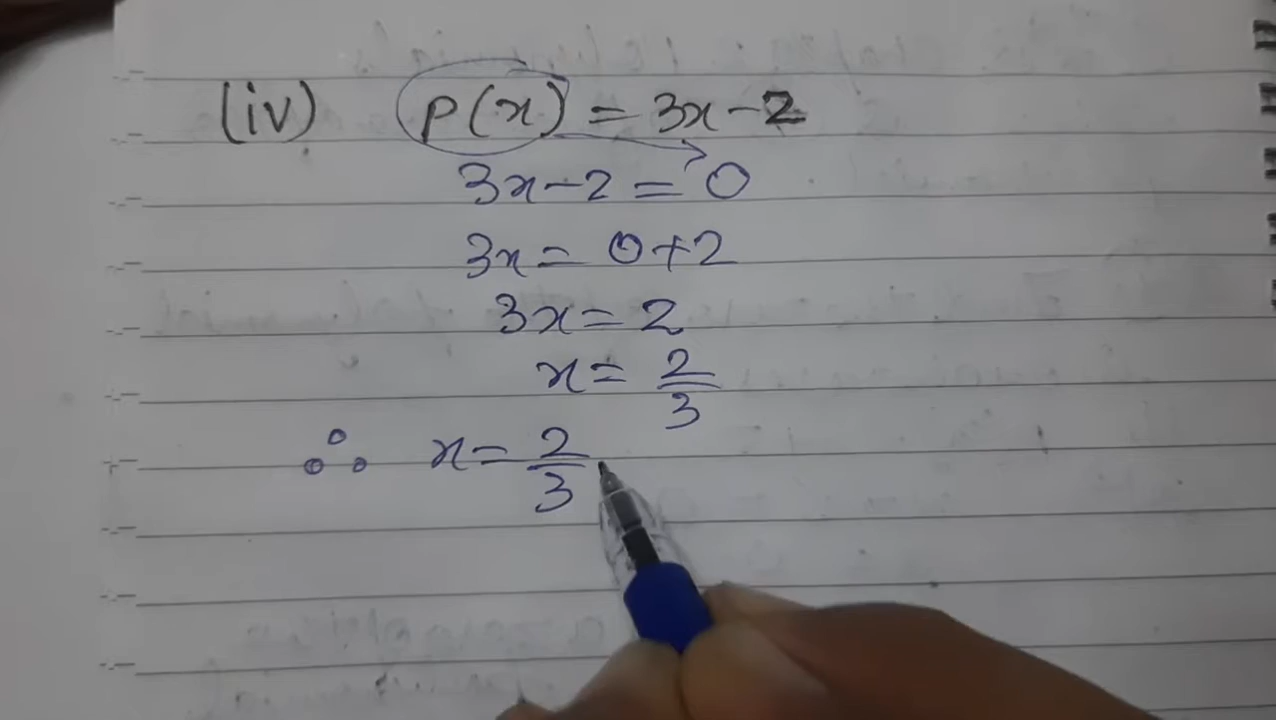 (iv) p(x) = 3x-2
3x-2 = 0
3x = 0+2
3x = 2
x = 2/3
∴ x = 2/3